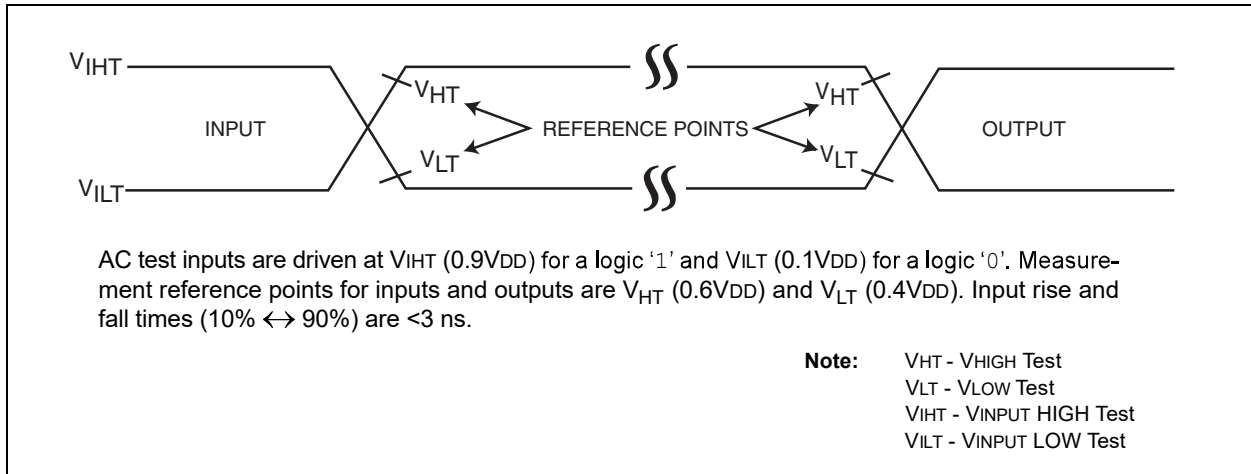 VIHT
VHT
VHT
INPUT
REFERENCE POINTS
OUTPUT
VLT
VLT
VILT
AC test inputs are driven at VIHT (0.9VDD) for a logic ‘1’ and VILT (0.1VDD) for a logic ‘0’. Measure-
ment reference points for inputs and outputs are VHT (0.6VDD) and VLT (0.4VDD). Input rise and
fall times (10% ↔ 90%) are <3 ns.
Note: VHT - VHIGH Test
VLT - VLOW Test
VIHT - VINPUT HIGH Test
VILT - VINPUT LOW Test